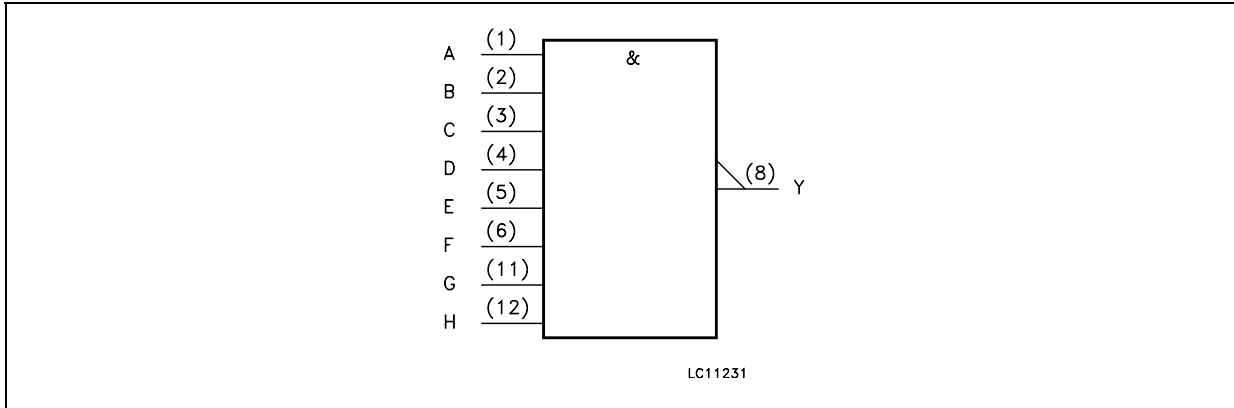 A (1)
&
B (2)
C (3)
D (4)
(8) Y
E (5)
F (6)
G (11)
H (12)
LC11231